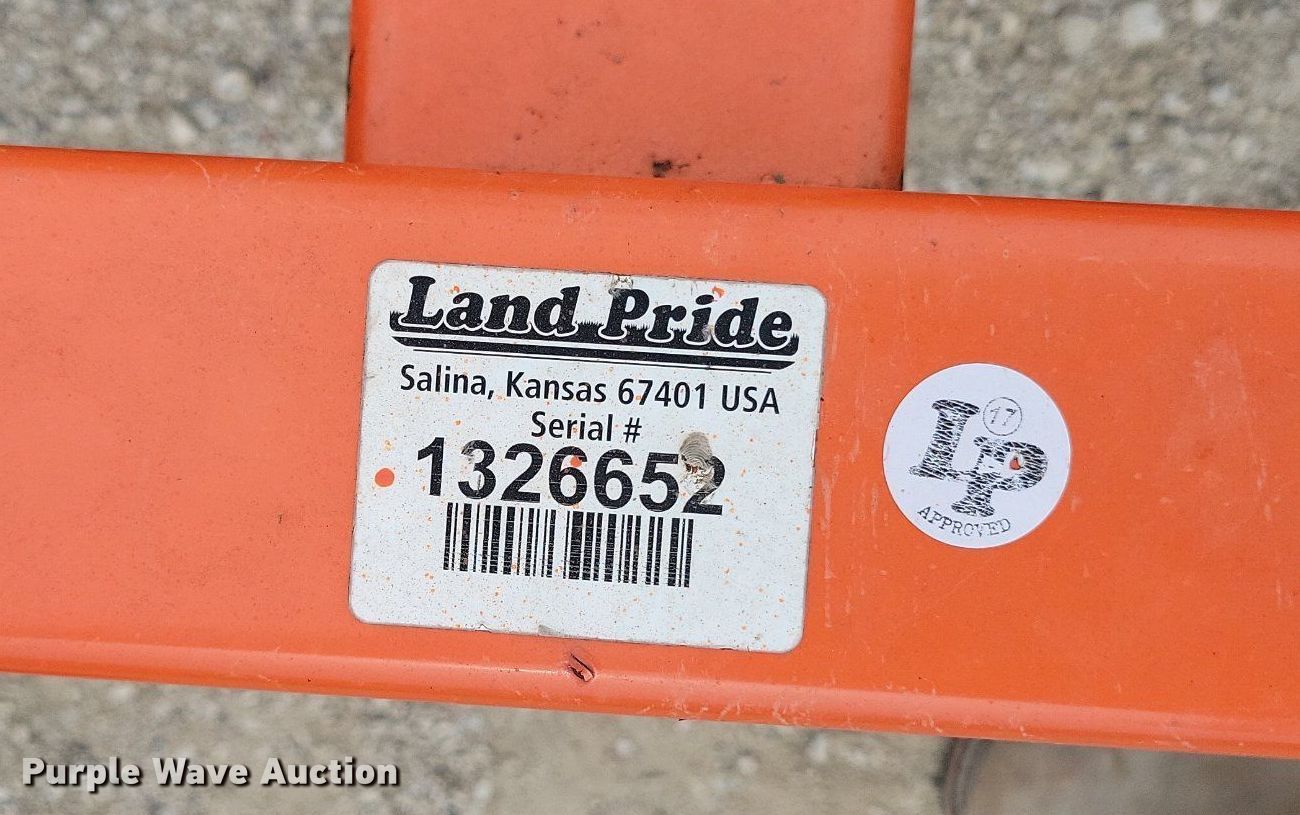 Land Pride
Salina, Kansas 67401 USA
Serial #
1326652
17
LP
APPROVED
Purple Wave Auction